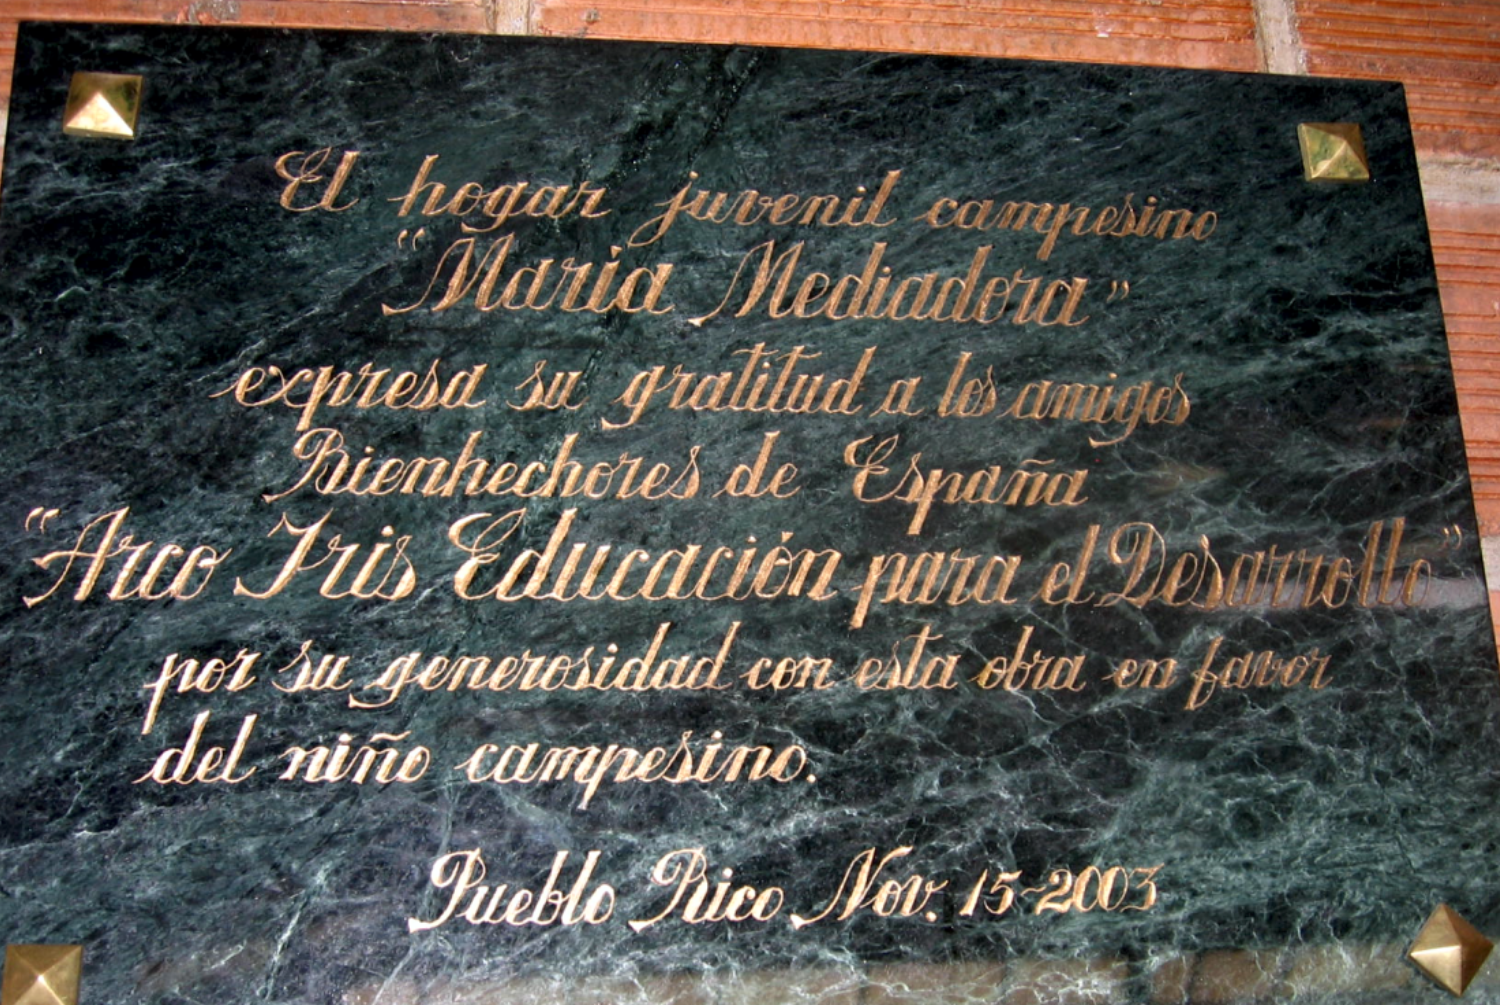 El hogar juvenil campesino
"Maria Mediadora"
expresa su gratitud a los amigos
Bienhechores de España
"Arco Iris Educación para el Desarrollo"
por su generosidad con esta obra en favor
del niño campesino.
Pueblo Rico Nov. 15-2003